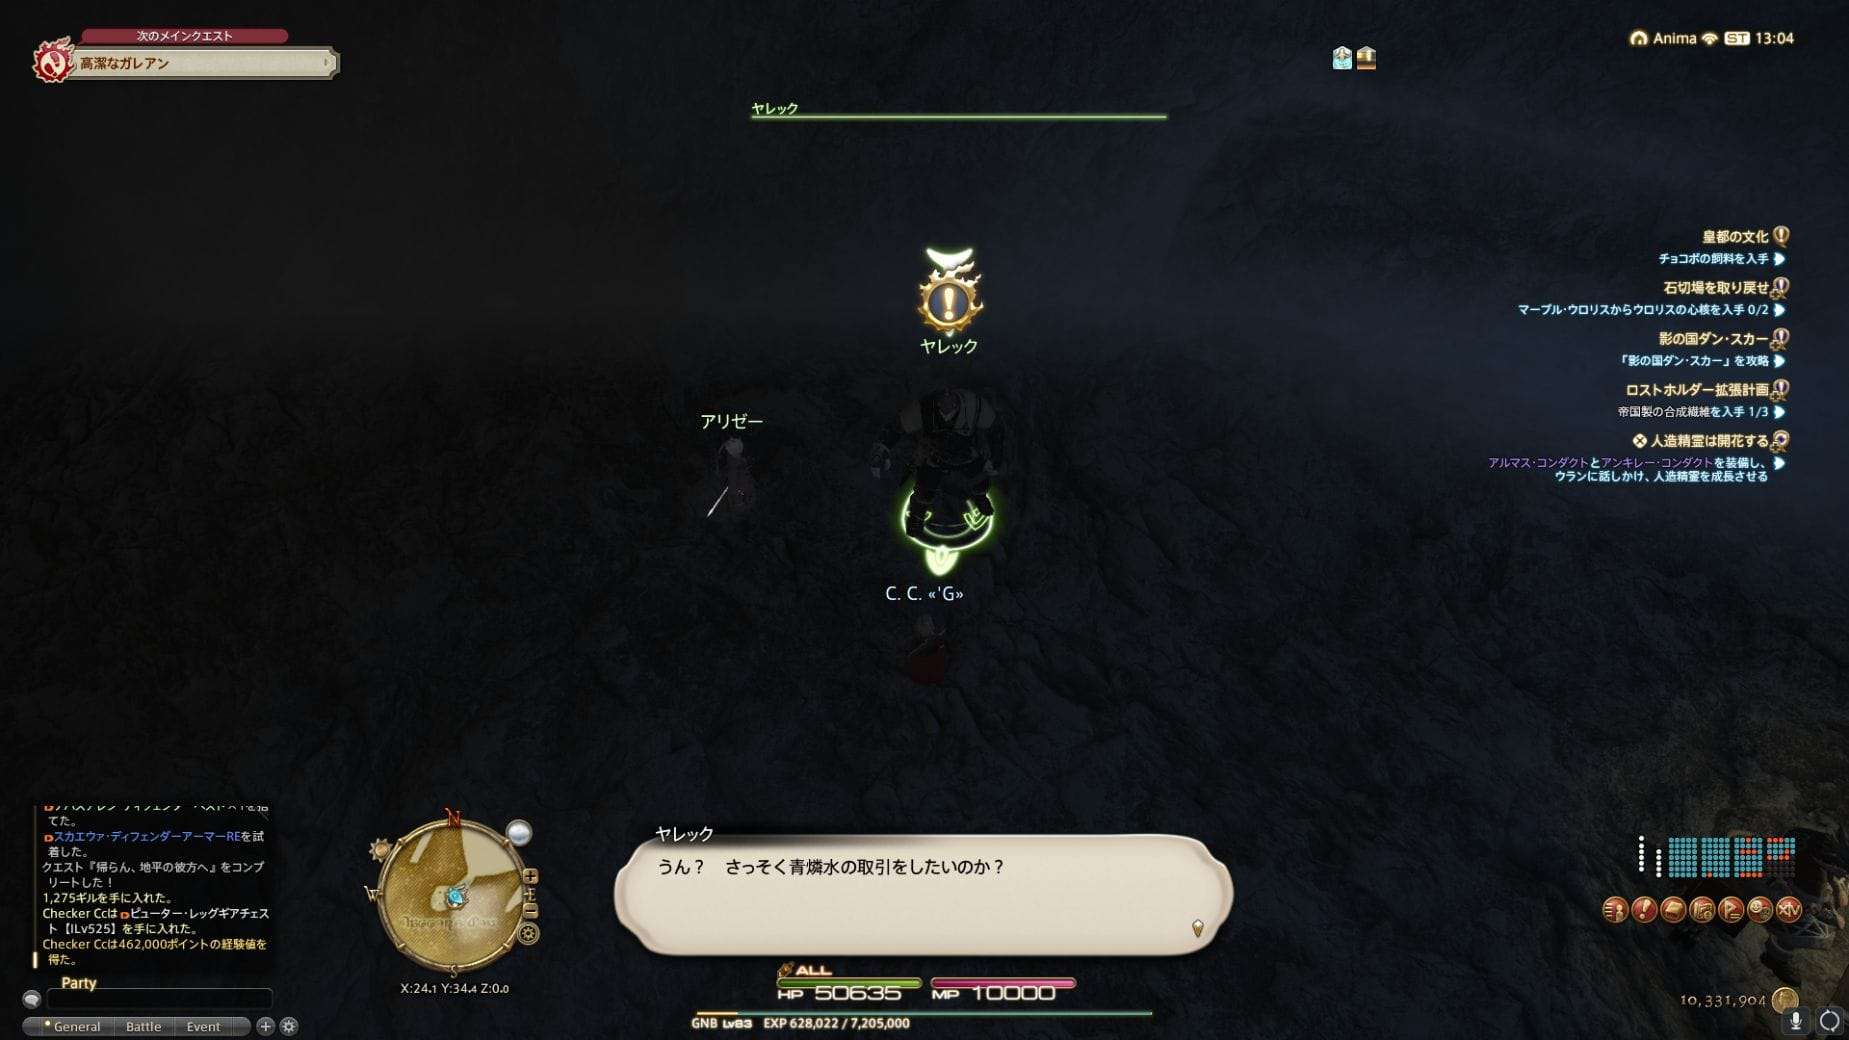 次のメインクエスト
高潔なガレアン
Anima ST 13:04
ヤレック
皇都の文化
チョコボの飼料を入手
石切場を取り戻せ
マーブル・ウロリスからウロリスの心核を入手 0/2
影の国ダン・スカー
「影の国ダン・スカー」を攻略
ロストホルダー拡張計画
帝国製の合成繊維を入手 1/3
人造精霊は開花する
アルマス・コンダクトとアンキレー・コンダクトを装備し、
ウランに話しかけ、人造精霊を成長させる
ヤレック
アリゼー
C. C. «'G»
てた。
スカエウァ・ディフェンダーアーマーREを試
着した。
クエスト『帰らん、地平の彼方へ』をコンプ
リートした！
1,275ギルを手に入れた。
Checker Ccはピューター・レッグギアチェス
ト【ILv525】を手に入れた。
Checker Ccは462,000ポイントの経験値を
得た。
Party
General Battle Event
N
W
E
S
X:24.1 Y:34.4 Z:0.0
ヤレック
うん？　さっそく青燐水の取引をしたいのか？
ALL
HP 50635 MP 10000
GNB Lv83 EXP 628,022 / 7,205,000
XIV
10,331,904